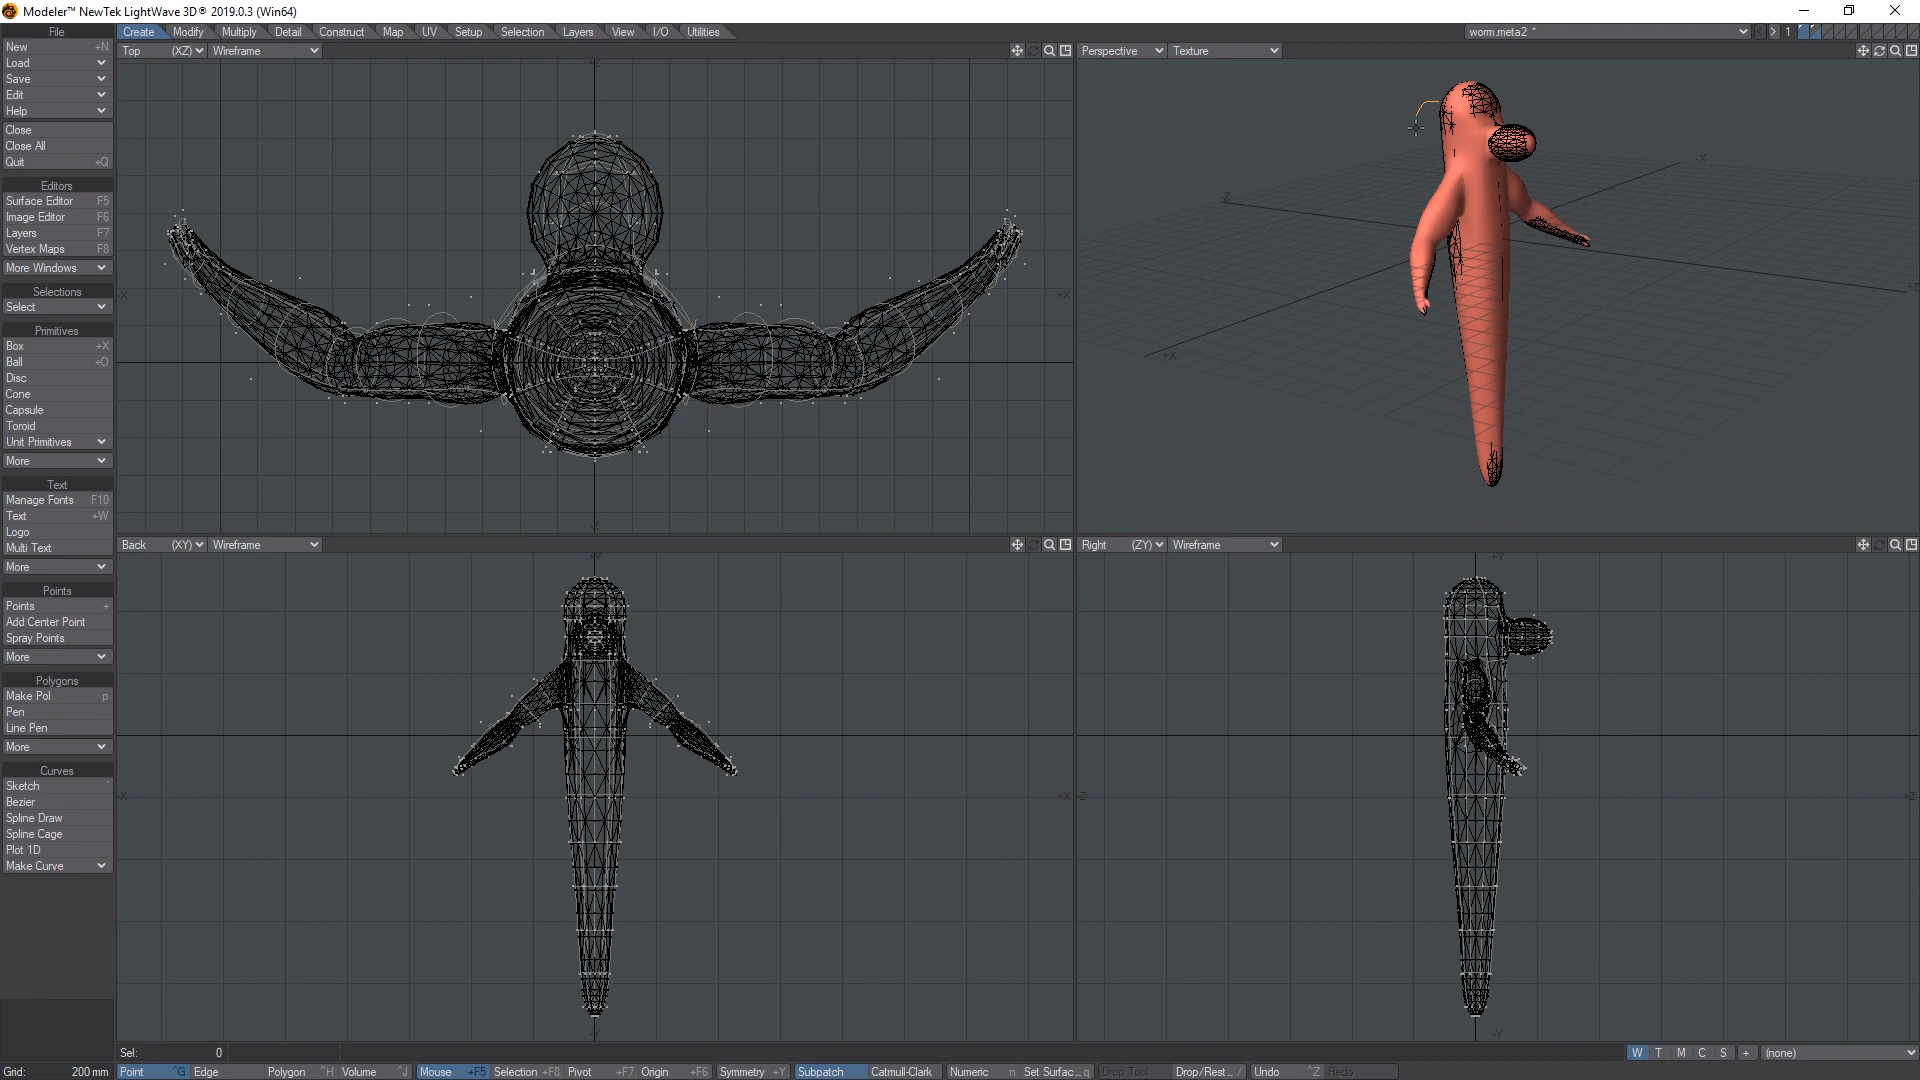 Modeler™ NewTek LightWave 3D® 2019.0.3 (Win64)
File
New +N
Load
Save
Edit
Help
Close
Close All
Quit +Q
Editors
Surface Editor F5
Image Editor F6
Layers F7
Vertex Maps F8
More Windows
Selections
Select
Primitives
Box +X
Ball +O
Disc
Cone
Capsule
Toroid
Unit Primitives
More
Text
Manage Fonts F10
Text +W
Logo
Multi Text
More
Points
Points +
Add Center Point
Spray Points
More
Polygons
Make Pol p
Pen
Line Pen
More
Curves
Sketch `
Bezier
Spline Draw
Spline Cage
Plot 1D
Make Curve
Create Modify Multiply Detail Construct Map UV Setup Selection Layers View I/O Utilities
worm.meta2 * 1
Top (XZ) Wireframe
Perspective Texture
-X
+X
-Z
+X
-X
-Z
+Z
+X
Back (XY) Wireframe
Right (ZY) Wireframe
+Y
-X
+X
-Y
+Y
-Z
+Z
-Y
Sel: 0
W T M C S + (none)
Grid: 200 mm Point ^G Edge Polygon ^H Volume ^J Mouse +F5 Selection +F8 Pivot +F7 Origin +F6 Symmetry +Y Subpatch Catmull-Clark Numeric n Set Surfac... q Drop Tool Drop/Rest... / Undo ^Z Redo